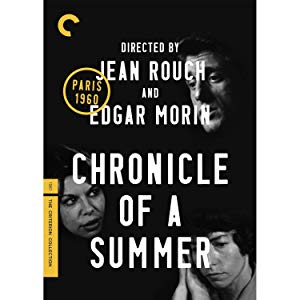 DIRECTED BY
JEAN ROUCH
AND
EDGAR MORIN
PARIS
1960
CHRONICLE
OF A
SUMMER
THE CRITERION COLLECTION